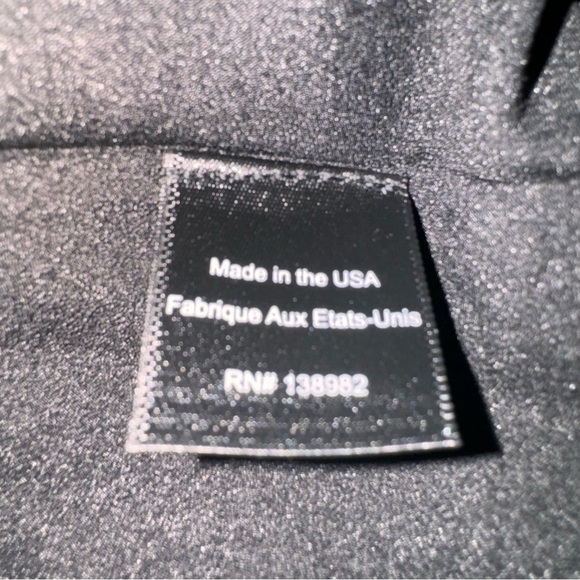 Made in the USA
Fabrique Aux Etats-Unis
RN# 138982